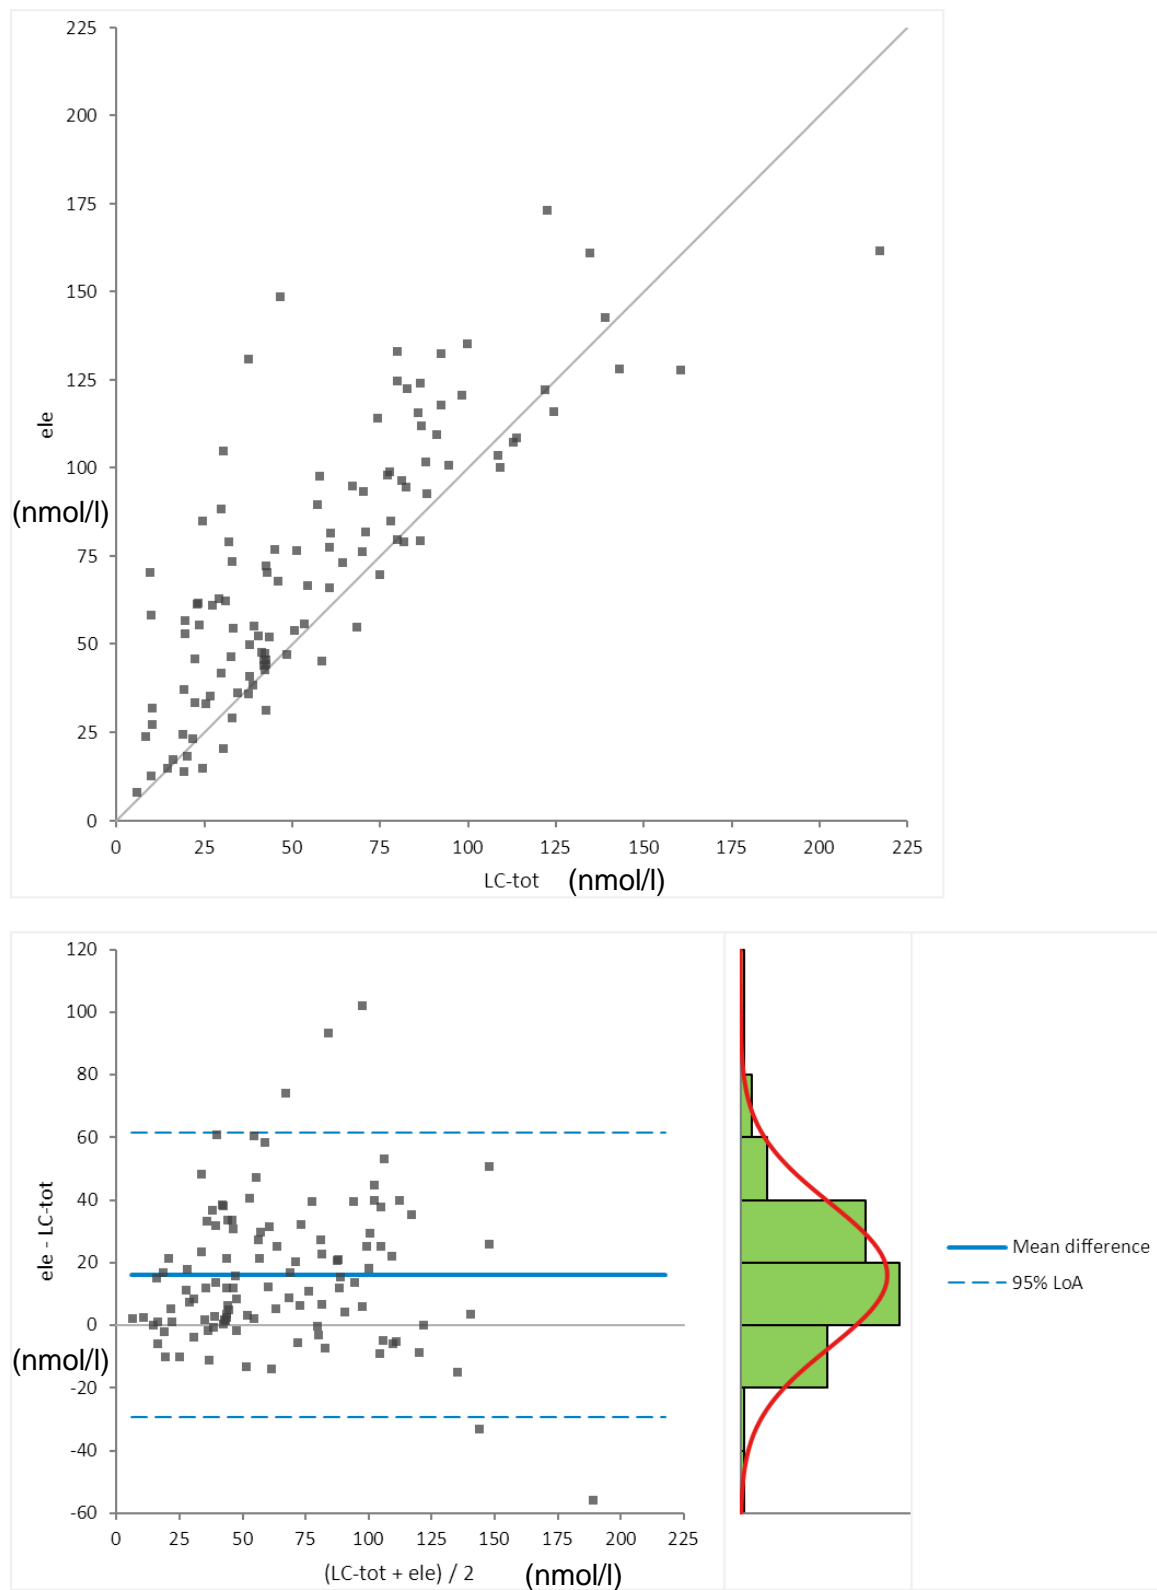 225
200
175
150
125
ele
100
(nmol/l)
75
50
25
0
0 25 50 75 100 125 150 175 200 225
LC-tot (nmol/l)
120
100
80
60
ele - LC-tot
40
20
0
(nmol/l)
-20
-40
-60
0 25 50 75 100 125 150 175 200 225
(LC-tot + ele) / 2 (nmol/l)
Mean difference
95% LoA